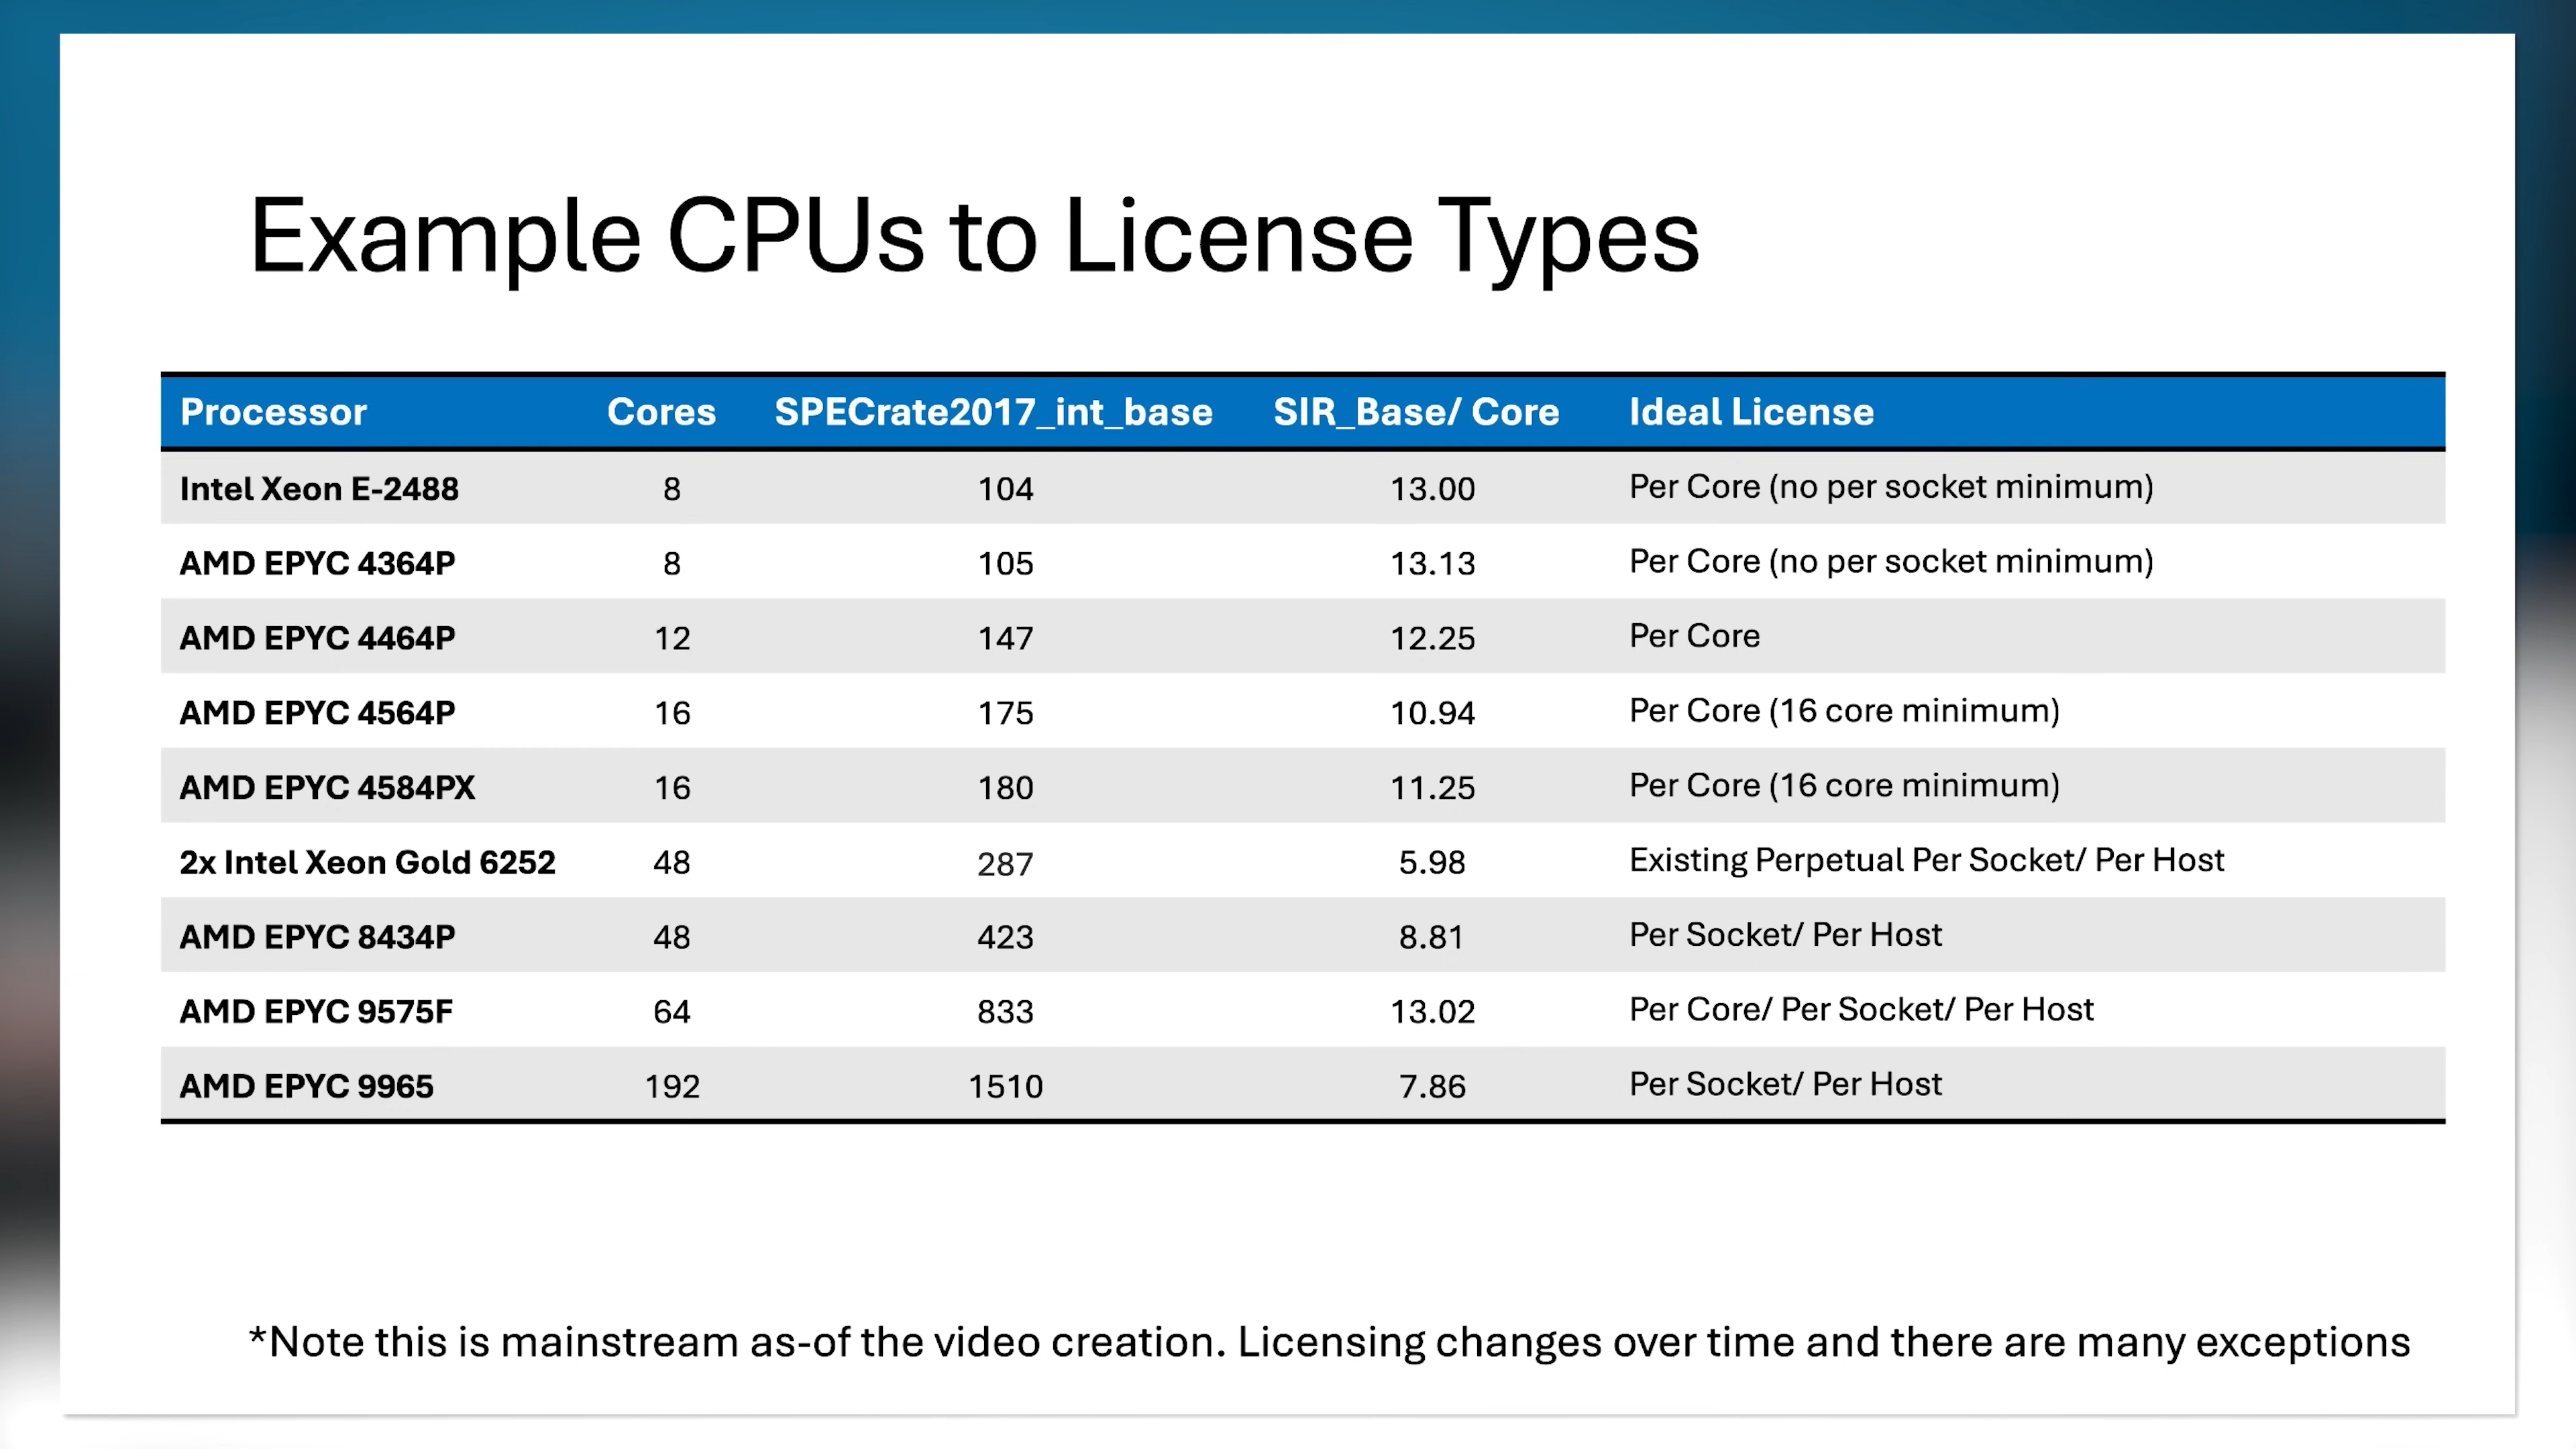 Example CPUs to License Types
Processor Cores SPECrate2017_int_base SIR_Base/ Core Ideal License
Intel Xeon E-2488 8 104 13.00 Per Core (no per socket minimum)
AMD EPYC 4364P 8 105 13.13 Per Core (no per socket minimum)
AMD EPYC 4464P 12 147 12.25 Per Core
AMD EPYC 4564P 16 175 10.94 Per Core (16 core minimum)
AMD EPYC 4584PX 16 180 11.25 Per Core (16 core minimum)
2x Intel Xeon Gold 6252 48 287 5.98 Existing Perpetual Per Socket/ Per Host
AMD EPYC 8434P 48 423 8.81 Per Socket/ Per Host
AMD EPYC 9575F 64 833 13.02 Per Core/ Per Socket/ Per Host
AMD EPYC 9965 192 1510 7.86 Per Socket/ Per Host
*Note this is mainstream as-of the video creation. Licensing changes over time and there are many exceptions